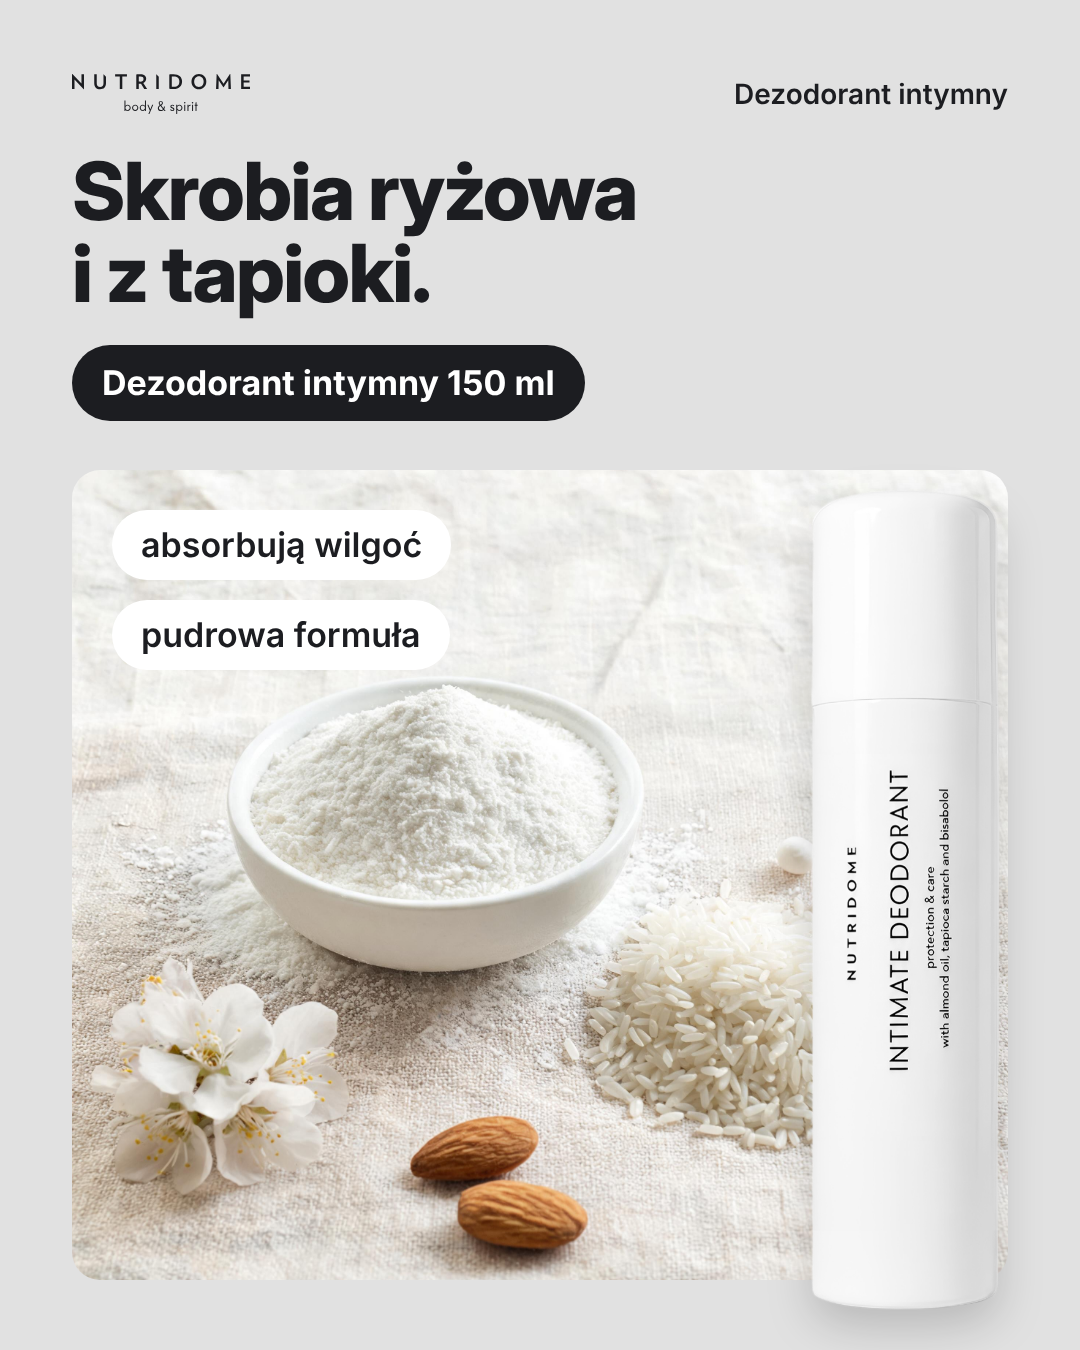 NUTRIDOME
body & spirit
Dezodorant intymny
Skrobia ryżowa
i z tapioki.
Dezodorant intymny 150 ml
absorbują wilgoć
pudrowa formuła
NUTRIDOME
INTIMATE DEODORANT
protection & care
with almond oil, tapioca starch and bisabolol